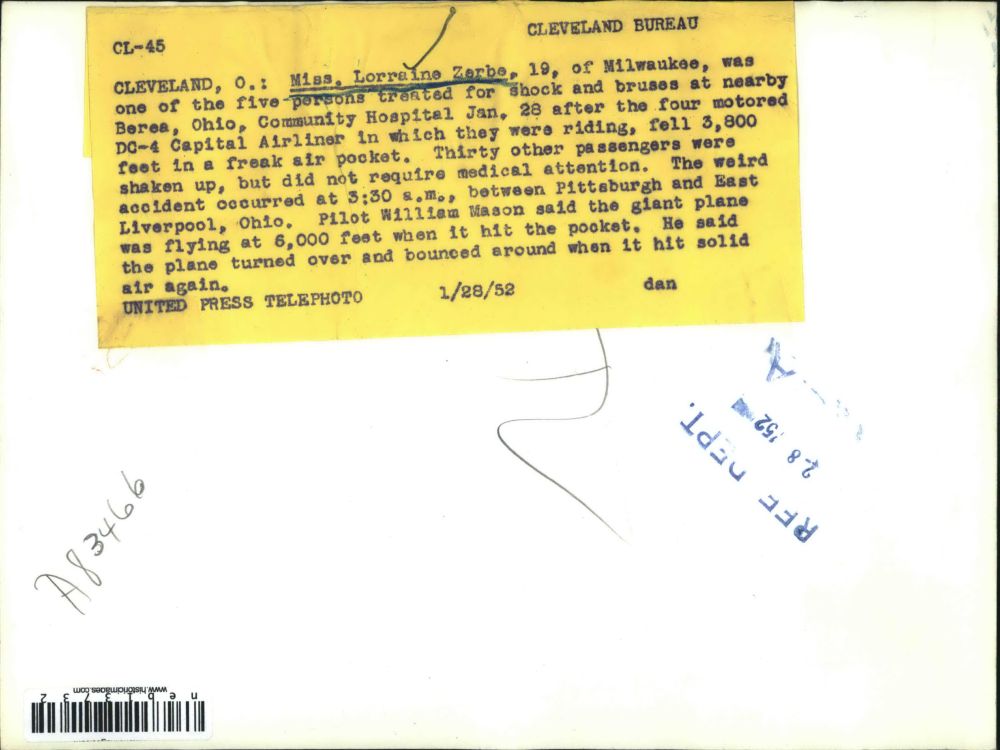 CLEVELAND BUREAU
CL-45
CLEVELAND, O.: Miss. Lorraine Zerbe, 19, of Milwaukee, was
one of the five persons treated for shock and bruses at nearby
Berea, Ohio, Community Hospital Jan. 28 after the four motored
DC-4 Capital Airliner in which they were riding, fell 3,800
feet in a freak air pocket. Thirty other passengers were
shaken up, but did not require medical attention. The weird
accident occurred at 3:30 a.m., between Pittsburgh and East
Liverpool, Ohio. Pilot William Mason said the giant plane
was flying at 6,000 feet when it hit the pocket. He said
the plane turned over and bounced around when it hit solid
air again.
UNITED PRESS TELEPHOTO 1/28/52 dan
REF DEPT.
2-8 '52
A83466
www.historicimages.com
neb13732